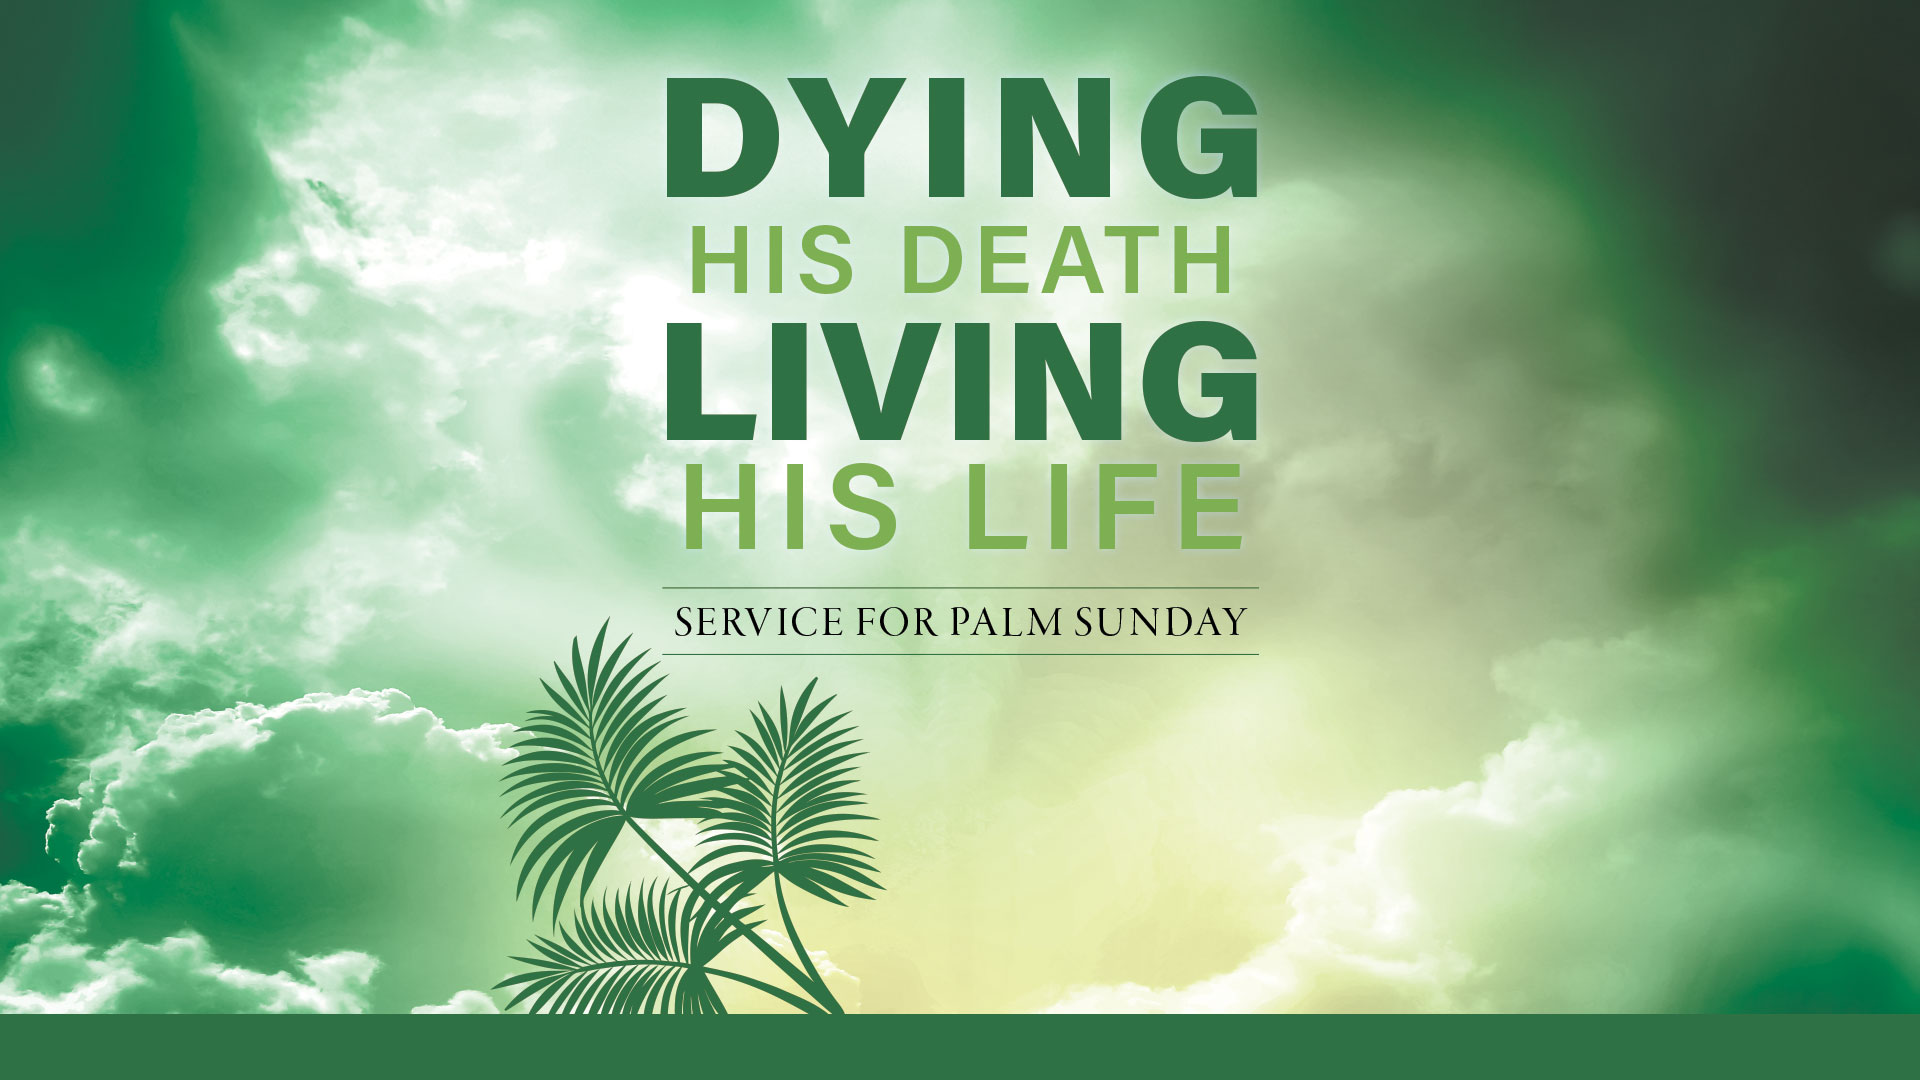 DYING
HIS DEATH
LIVING
HIS LIFE
SERVICE FOR PALM SUNDAY